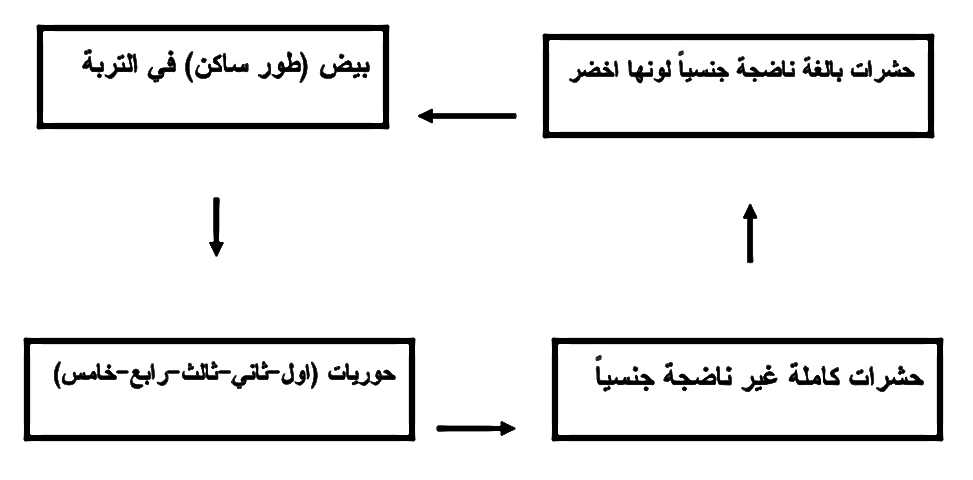 حشرات بالغة ناضجة جنسياً لونها اخضر
بيض (طور ساكن) في التربة
حوريات (اول-ثاني-ثالث-رابع-خامس)
حشرات كاملة غير ناضجة جنسياً